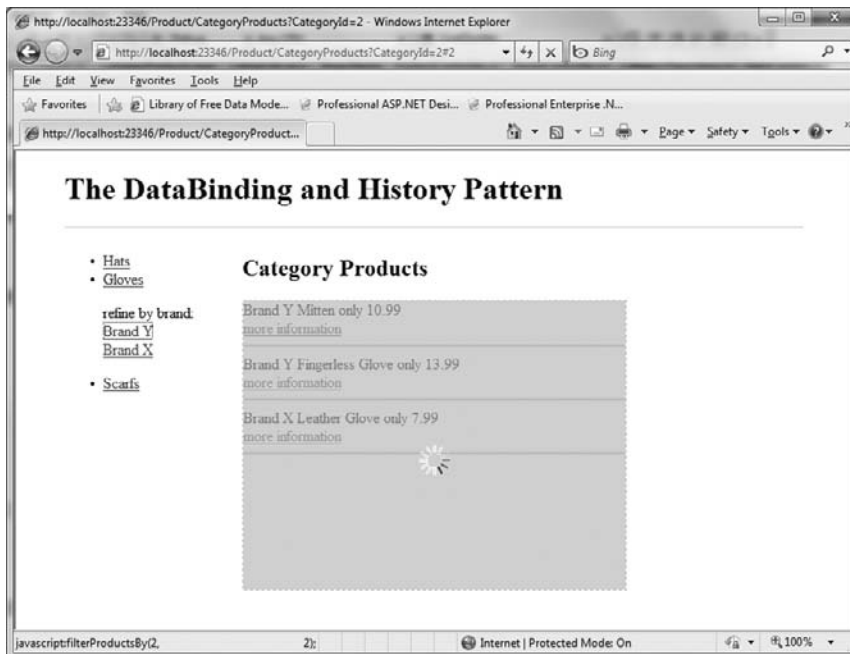 http://localhost:23346/Product/CategoryProducts?CategoryId=2 - Windows Internet Explorer
http://localhost:23346/Product/CategoryProducts?CategoryId=2#2
Bing
File Edit View Favorites Tools Help
Favorites Library of Free Data Mode... Professional ASP.NET Desi... Professional Enterprise .N...
http://localhost:23346/Product/CategoryProduct...
Page Safety Tools
The DataBinding and History Pattern
• Hats
• Gloves
refine by brand:
Brand Y
Brand X
• Scarfs
Category Products
Brand Y Mitten only 10.99
more information
Brand Y Fingerless Glove only 13.99
more information
Brand X Leather Glove only 7.99
more information
javascript:filterProductsBy(2, 2);
Internet | Protected Mode: On
100%